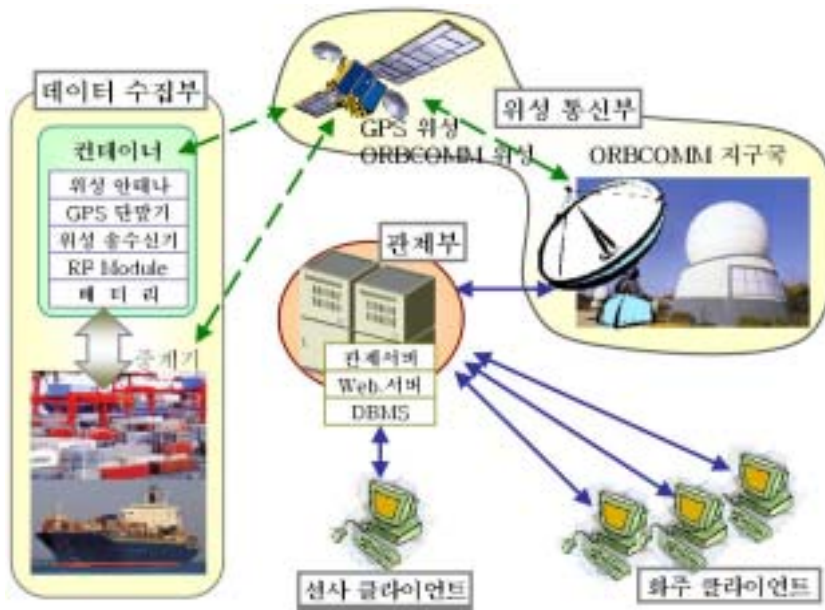 데이터 수집부
컨테이너
위성 안테나
GPS 단말기
위성 송수신기
RF Module
배 터 리
중계기
GPS 위성
ORBCOMM 위성
위성 통신부
ORBCOMM 지구국
관제부
관제서버
Web.서버
DBMS
선사 클라이언트
화주 클라이언트